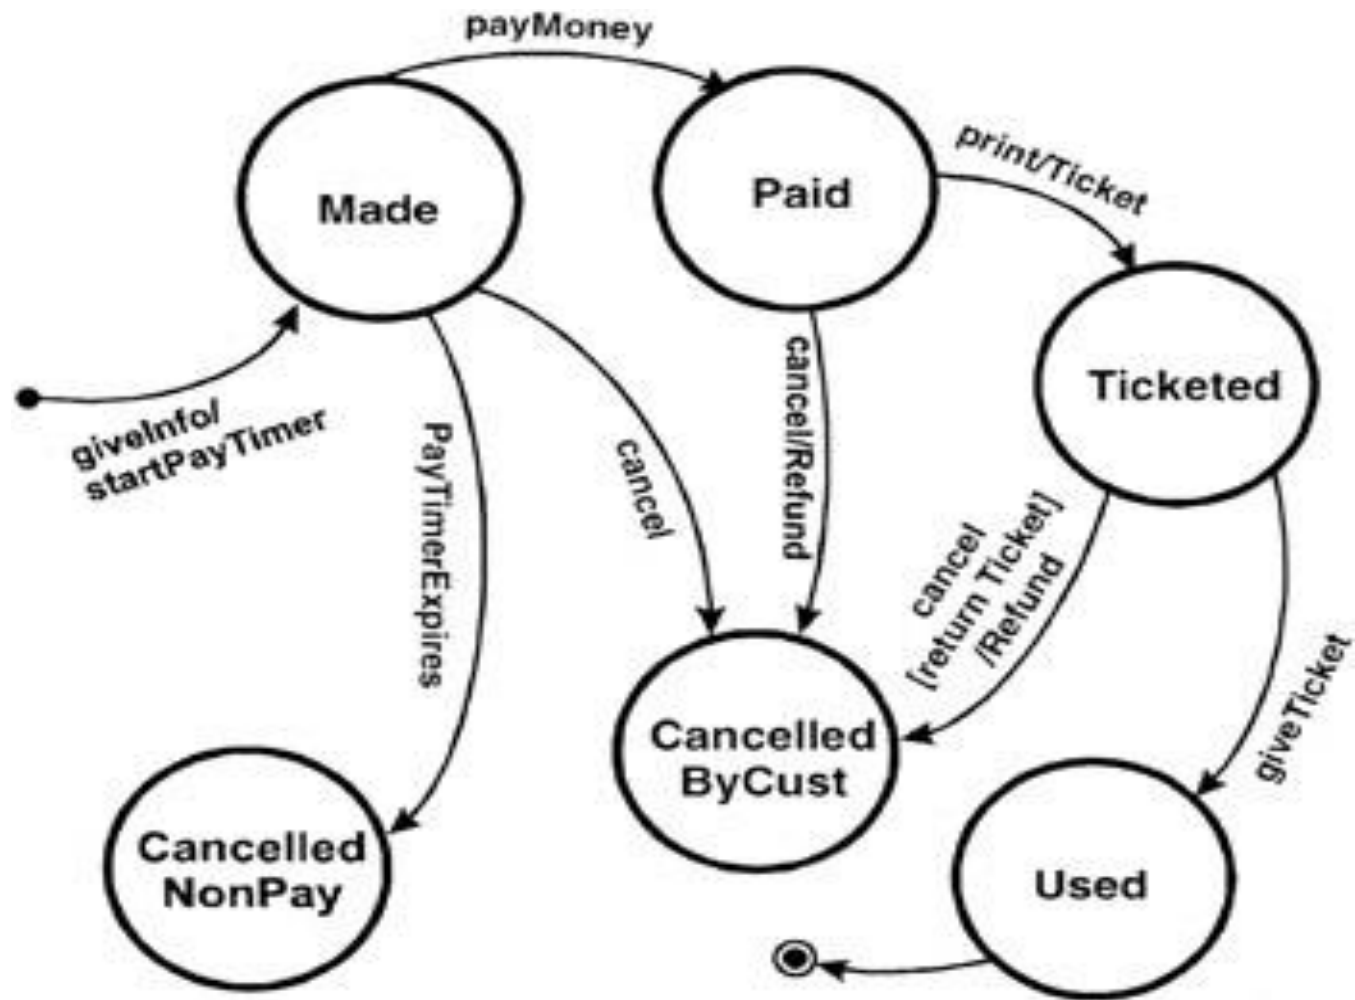 payMoney
print/Ticket
Made
Paid
Ticketed
giveInfo/
startPayTimer
PayTimerExpires
cancel
cancel/Refund
cancel
[return Ticket]
/Refund
giveTicket
Cancelled
ByCust
Cancelled
NonPay
Used